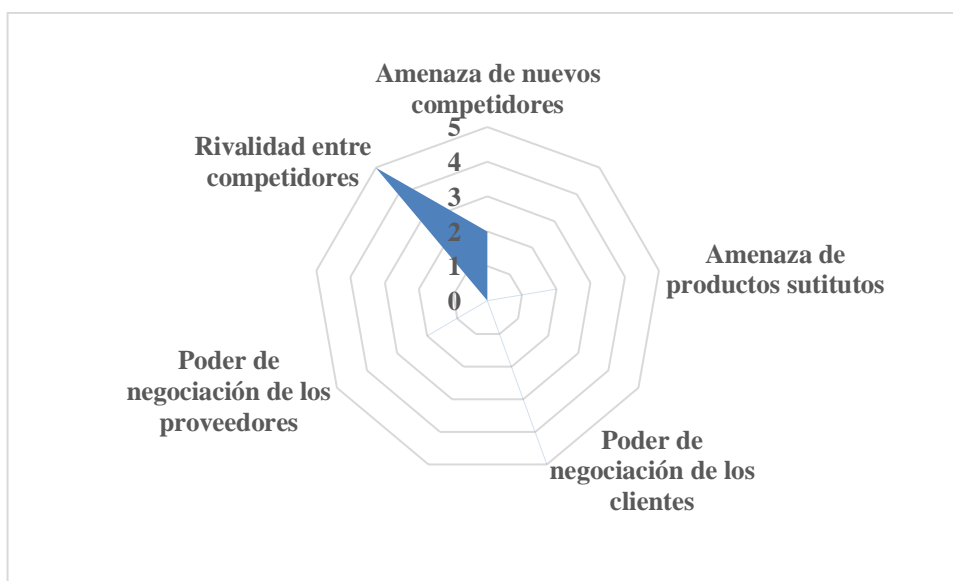 Amenaza de nuevos
competidores
Rivalidad entre
competidores
5
4
3
2
1
0
Amenaza de
productos sutitutos
Poder de
negociación de los
clientes
Poder de
negociación de los
proveedores